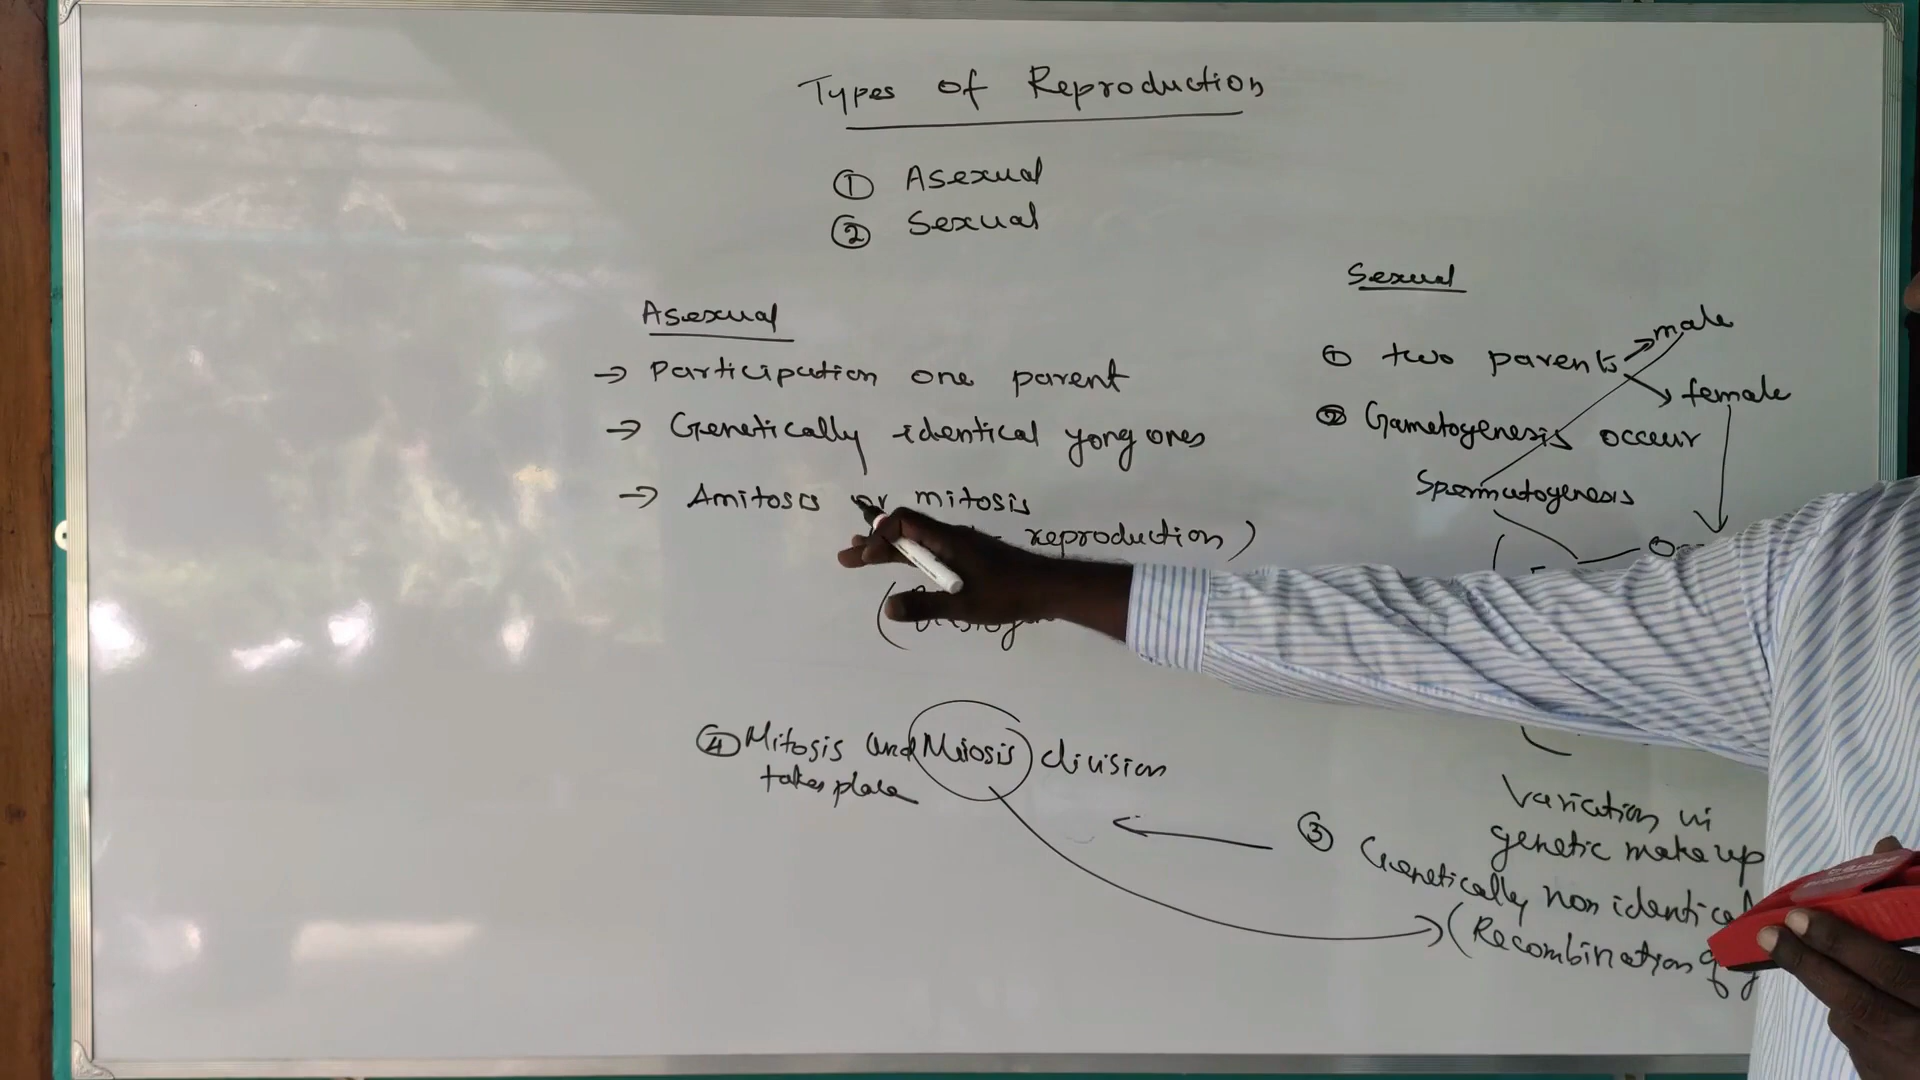 Types of Reproduction
① Asexual
② Sexual
Asexual
→ Participation one parent
→ Genetically identical yong ones
→ Amitosis or mitosis
reproduction)
Sexual
① two parents
male
female
② Gametogenesis occeur
Spermatogenesis
Variation in
genetic make up
③ Genetically non identical
(Recombination of
④ Mitosis and Meiosis division
takes place